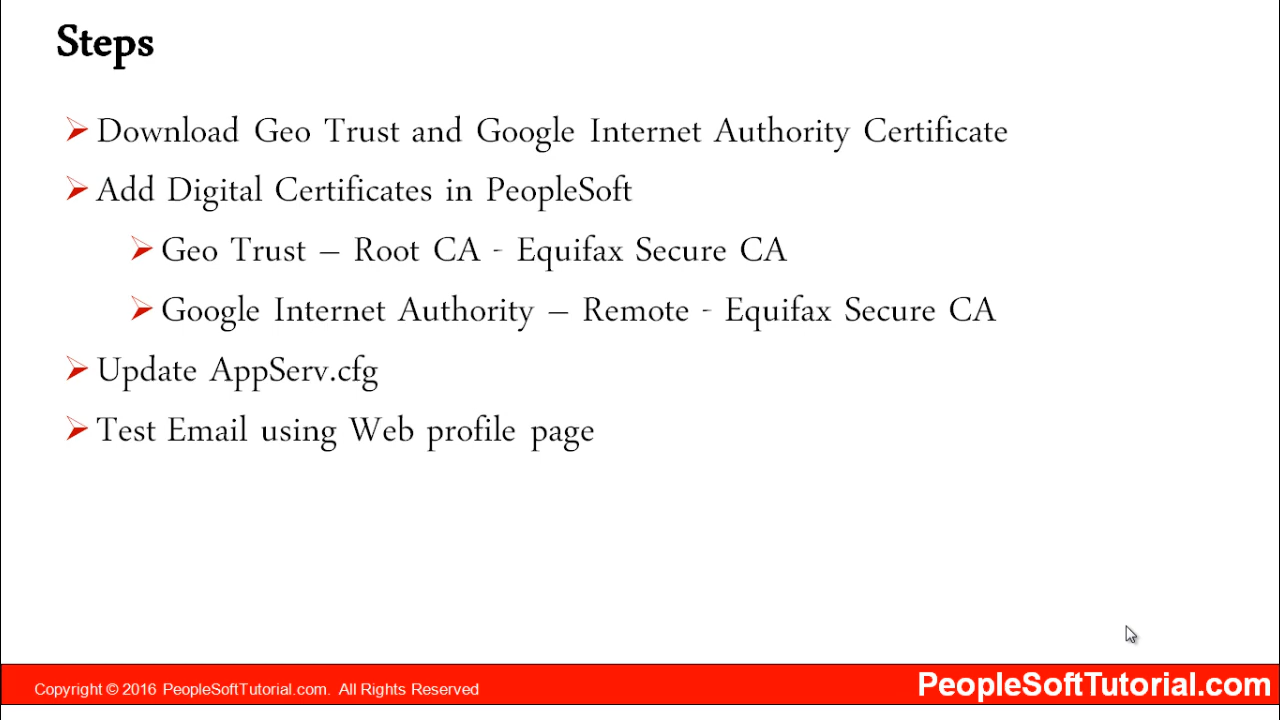 Steps
Download Geo Trust and Google Internet Authority Certificate
Add Digital Certificates in PeopleSoft
Geo Trust – Root CA - Equifax Secure CA
Google Internet Authority – Remote - Equifax Secure CA
Update AppServ.cfg
Test Email using Web profile page
Copyright © 2016 PeopleSoftTutorial.com. All Rights Reserved
PeopleSoftTutorial.com